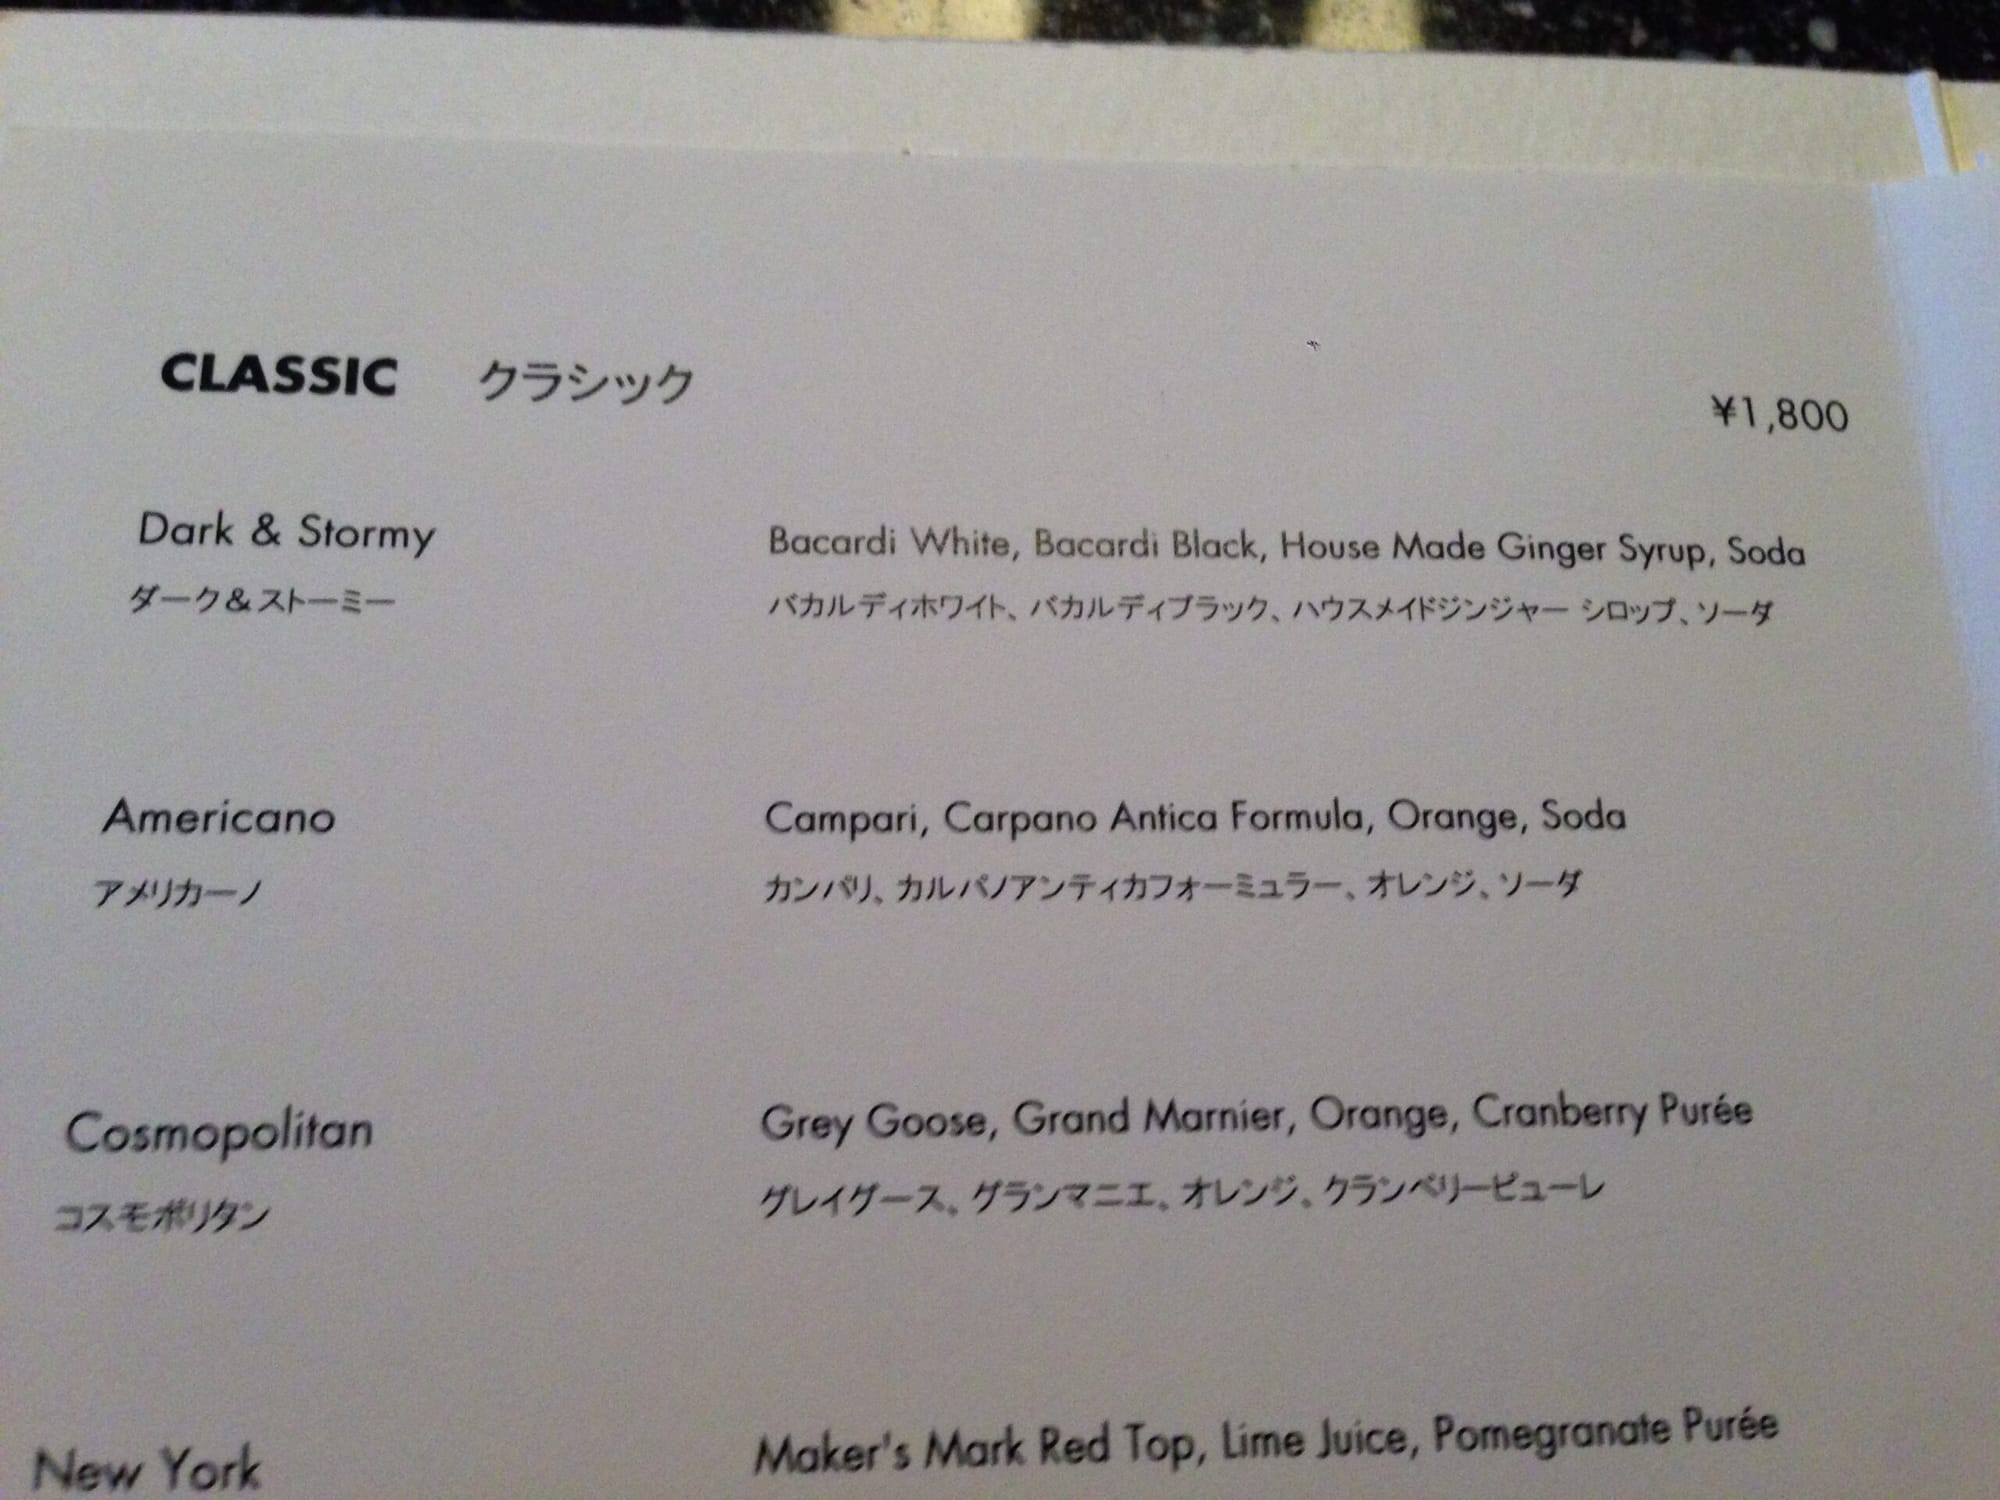 CLASSIC クラシック
¥1,800
Dark & Stormy
Bacardi White, Bacardi Black, House Made Ginger Syrup, Soda
ダーク&ストーミー
バカルディホワイト、バカルディブラック、ハウスメイドジンジャー シロップ、ソーダ
Americano
Campari, Carpano Antica Formula, Orange, Soda
アメリカーノ
カンパリ、カルパノアンティカフォーミュラー、オレンジ、ソーダ
Cosmopolitan
Grey Goose, Grand Marnier, Orange, Cranberry Purée
コスモポリタン
グレイグース、グランマニエ、オレンジ、クランベリーピューレ
New York
Maker's Mark Red Top, Lime Juice, Pomegranate Purée